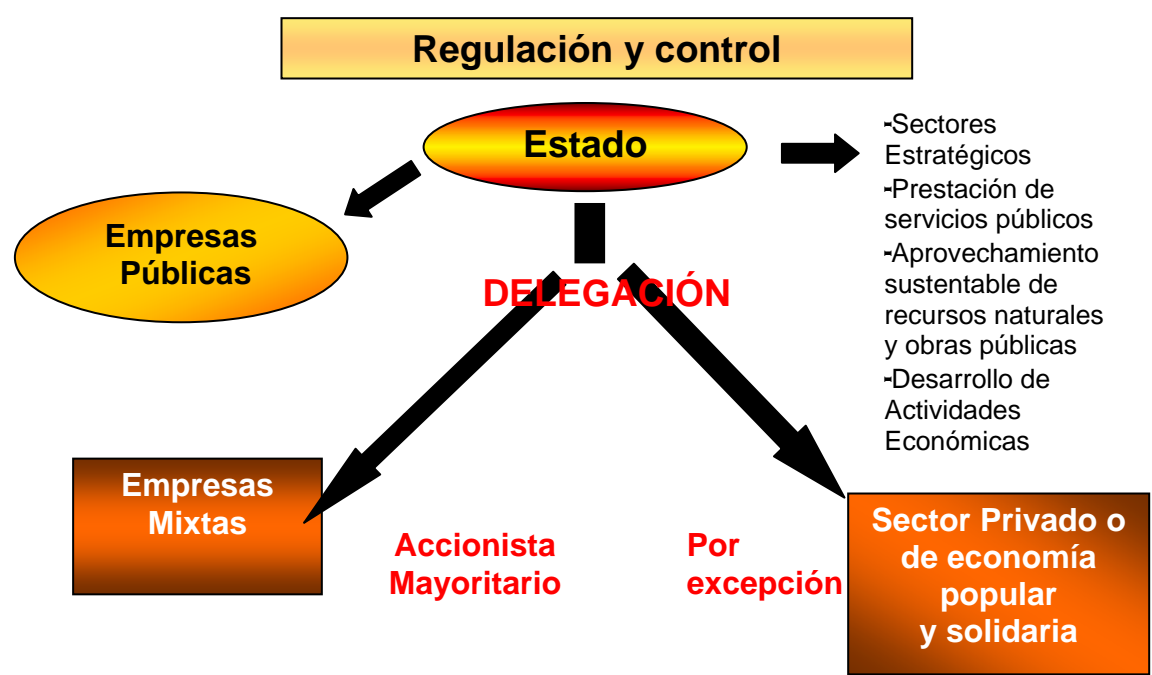 Regulación y control
Estado
-Sectores
Estratégicos
-Prestación de
servicios públicos
-Aprovechamiento
sustentable de
recursos naturales
y obras públicas
-Desarrollo de
Actividades
Económicas
Empresas
Públicas
DELEGACIÓN
Empresas
Mixtas
Accionista
Mayoritario
Por
excepción
Sector Privado o
de economía
popular
y solidaria